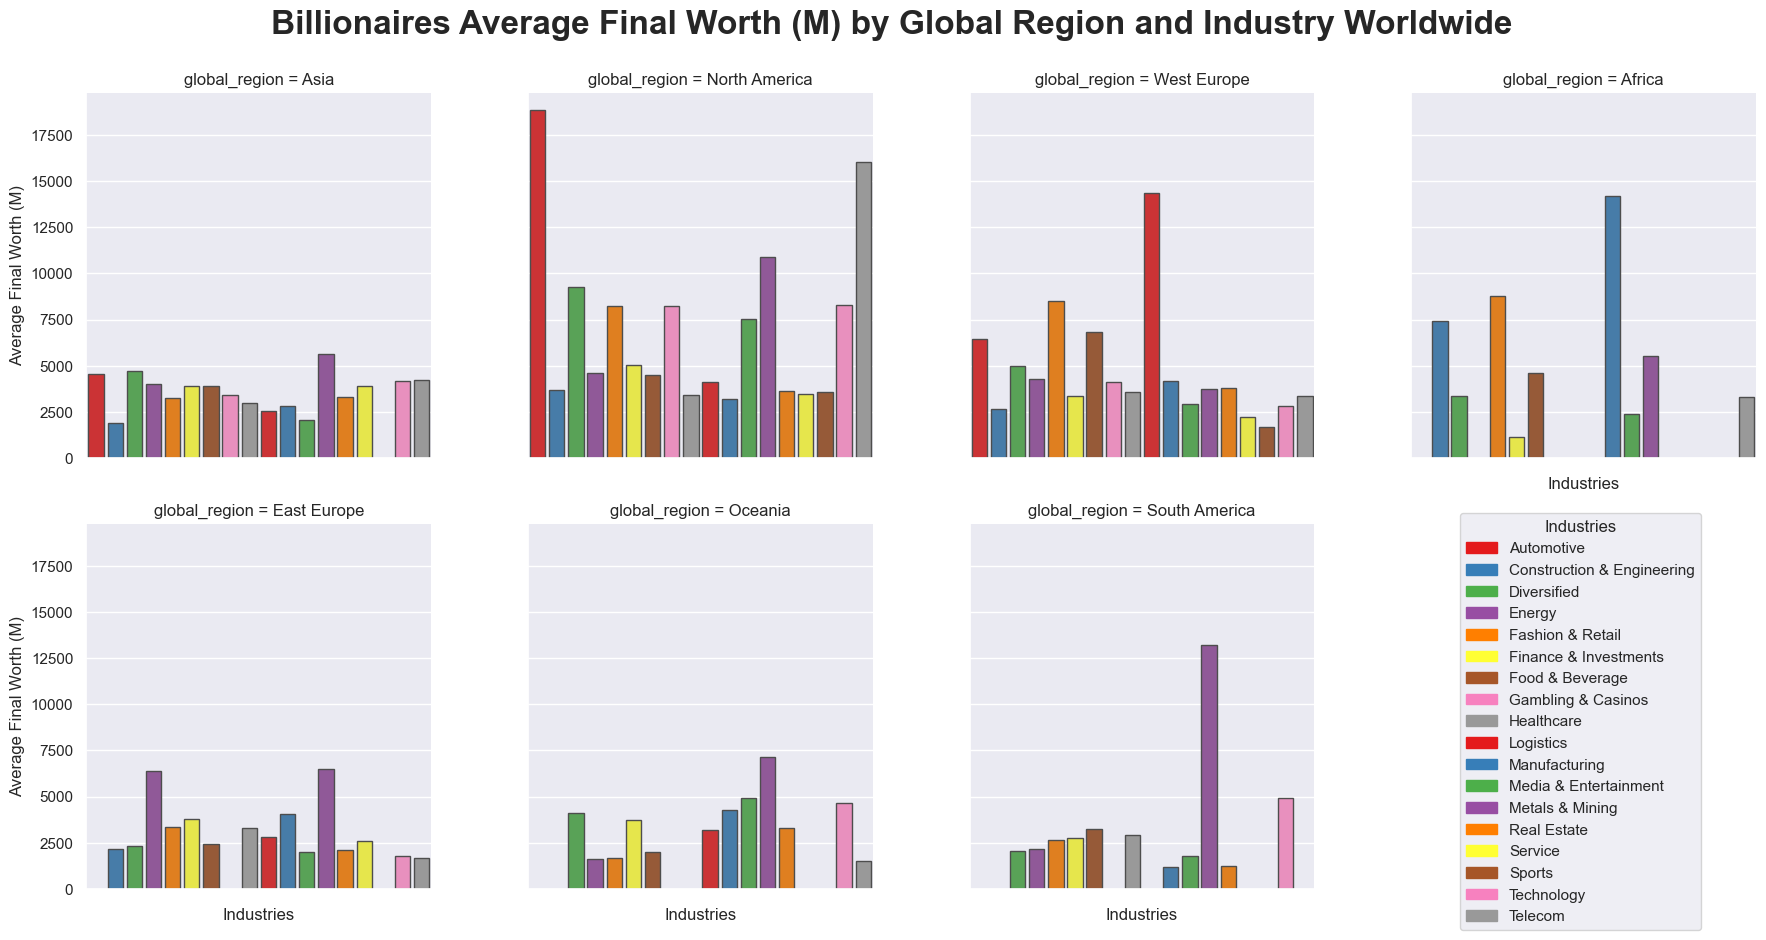 Billionaires Average Final Worth (M) by Global Region and Industry Worldwide
global_region = Asia
global_region = North America
global_region = West Europe
global_region = Africa
17500
15000
12500
10000
7500
5000
2500
0
Average Final Worth (M)
Industries
global_region = East Europe
global_region = Oceania
global_region = South America
17500
15000
12500
10000
7500
5000
2500
0
Average Final Worth (M)
Industries
Industries
Industries
Industries
Automotive
Construction & Engineering
Diversified
Energy
Fashion & Retail
Finance & Investments
Food & Beverage
Gambling & Casinos
Healthcare
Logistics
Manufacturing
Media & Entertainment
Metals & Mining
Real Estate
Service
Sports
Technology
Telecom